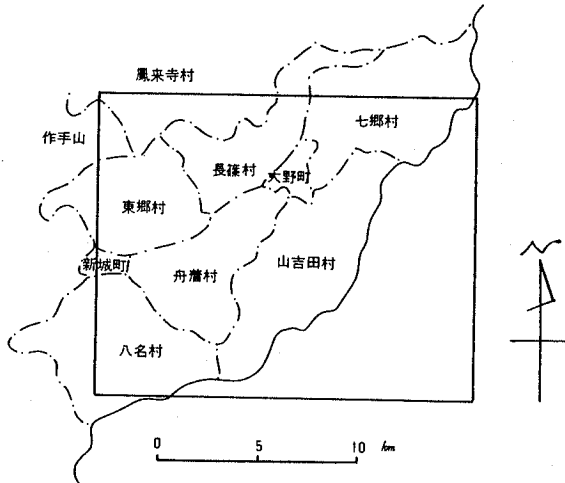 鳳来寺村
七郷村
作手山
長篠村
大野町
東郷村
山吉田村
新城町
舟着村
八名村
N
0 5 10 km